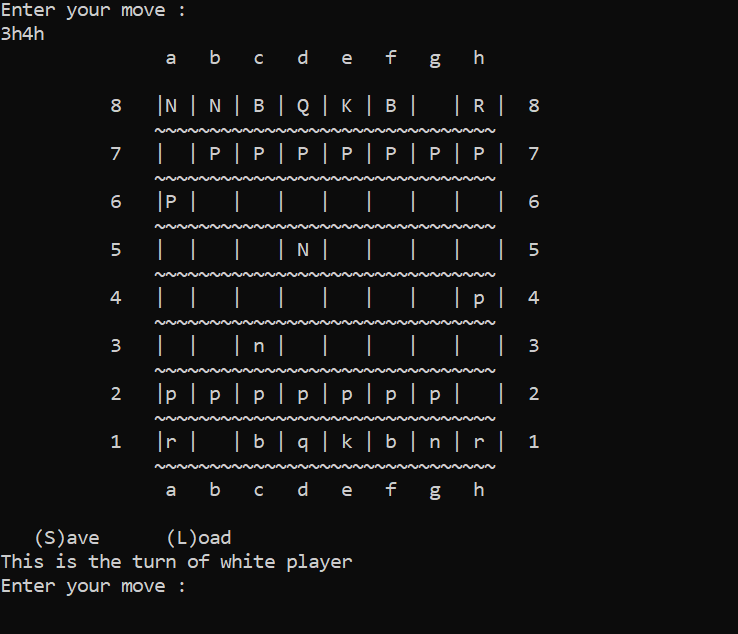 Enter your move :
3h4h
a b c d e f g h
8 |N | N | B | Q | K | B |   | R | 8
~~~~~~~~~~~~~~~~~~~~~~~~~~~~~~~
7 |  | P | P | P | P | P | P | P | 7
~~~~~~~~~~~~~~~~~~~~~~~~~~~~~~~
6 |P |   |   |   |   |   |   |   | 6
~~~~~~~~~~~~~~~~~~~~~~~~~~~~~~~
5 |  |   |   | N |   |   |   |   | 5
~~~~~~~~~~~~~~~~~~~~~~~~~~~~~~~
4 |  |   |   |   |   |   |   | p | 4
~~~~~~~~~~~~~~~~~~~~~~~~~~~~~~~
3 |  |   | n |   |   |   |   |   | 3
~~~~~~~~~~~~~~~~~~~~~~~~~~~~~~~
2 |p | p | p | p | p | p | p |   | 2
~~~~~~~~~~~~~~~~~~~~~~~~~~~~~~~
1 |r |   | b | q | k | b | n | r | 1
~~~~~~~~~~~~~~~~~~~~~~~~~~~~~~~
a b c d e f g h
(S)ave (L)oad
This is the turn of white player
Enter your move :